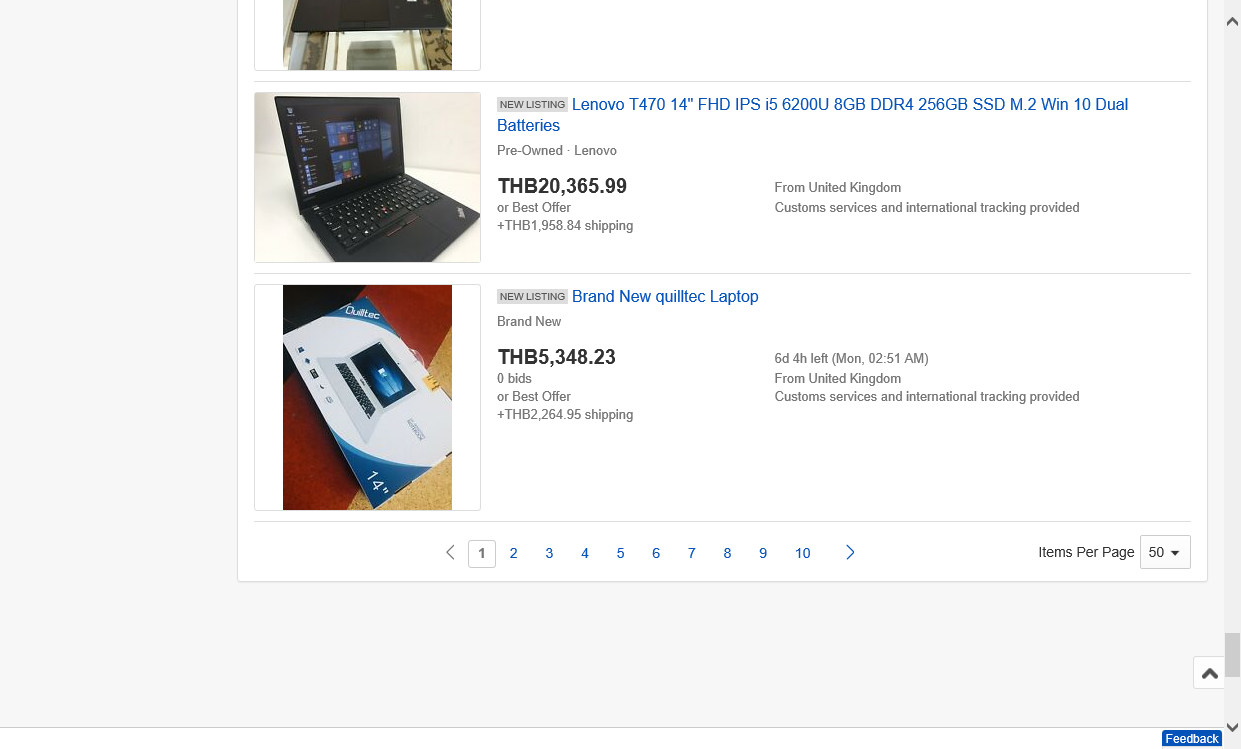 NEW LISTING Lenovo T470 14" FHD IPS i5 6200U 8GB DDR4 256GB SSD M.2 Win 10 Dual
Batteries
Pre-Owned · Lenovo
THB20,365.99
or Best Offer
+THB1,958.84 shipping
From United Kingdom
Customs services and international tracking provided
NEW LISTING Brand New quilltec Laptop
Brand New
THB5,348.23
0 bids
or Best Offer
+THB2,264.95 shipping
6d 4h left (Mon, 02:51 AM)
From United Kingdom
Customs services and international tracking provided
Quilltec
14"
1 2 3 4 5 6 7 8 9 10
Items Per Page 50
Feedback